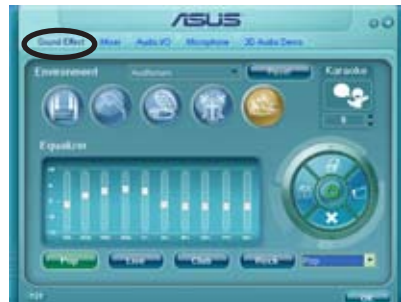 ASUS
Sound Effect Mixer Audio I/O Microphone 3D Audio Demo
Environment Auditorium Reset Karaoke
Equalizer
Pop Live Club Rock Pop
OK